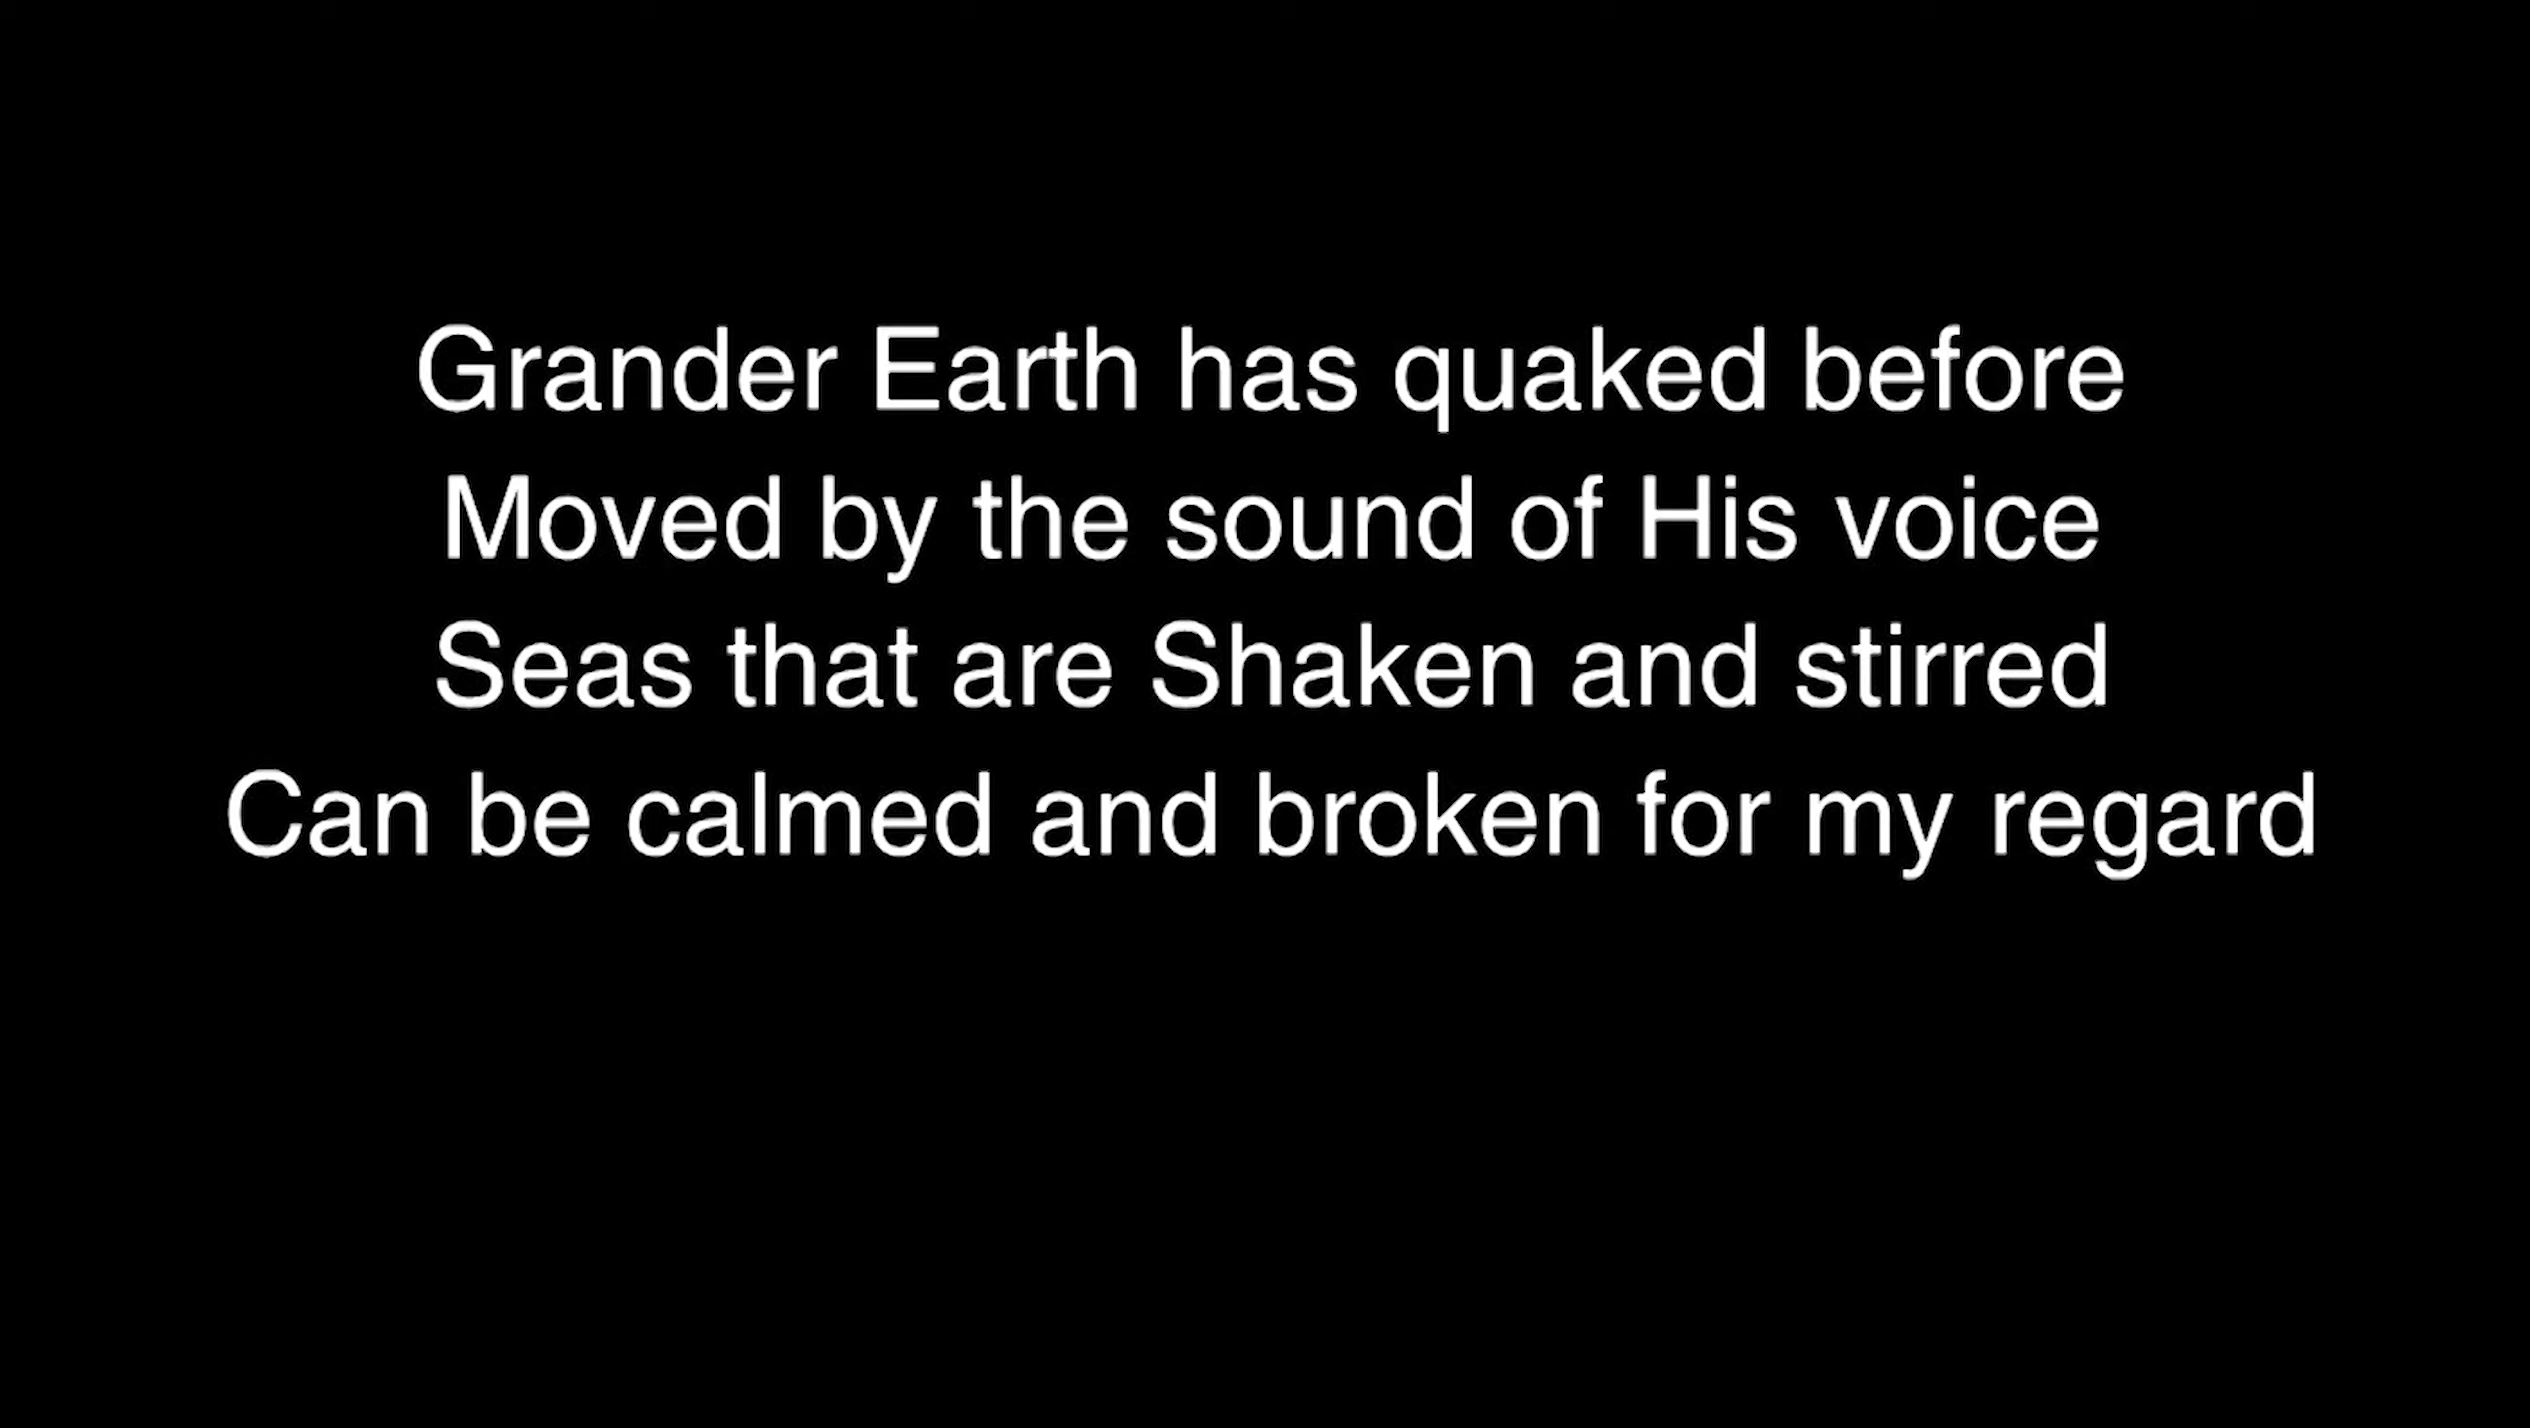 Grander Earth has quaked before
Moved by the sound of His voice
Seas that are Shaken and stirred
Can be calmed and broken for my regard